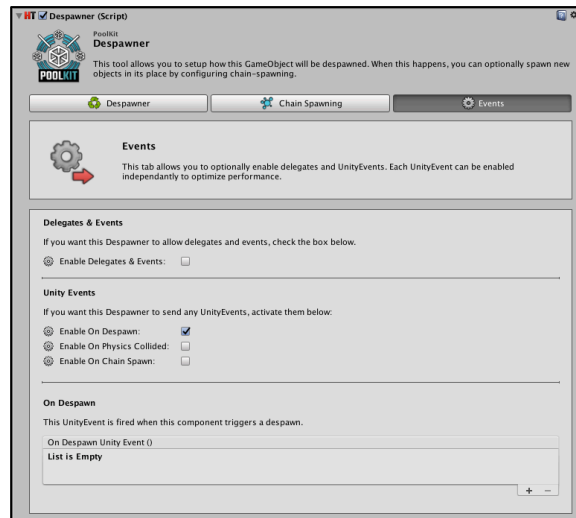 HT Despawner (Script)
PoolKit
Despawner
This tool allows you to setup how this GameObject will be despawned. When this happens, you can optionally spawn new
objects in its place by configuring chain-spawning.
POOLKIT
Despawner
Chain Spawning
Events
Events
This tab allows you to optionally enable delegates and UnityEvents. Each UnityEvent can be enabled
independantly to optimize performance.
Delegates & Events
If you want this Despawner to allow delegates and events, check the box below.
Enable Delegates & Events:
Unity Events
If you want this Despawner to send any UnityEvents, activate them below:
Enable On Despawn:
Enable On Physics Collided:
Enable On Chain Spawn:
On Despawn
This UnityEvent is fired when this component triggers a despawn.
On Despawn Unity Event ()
List is Empty
+ −